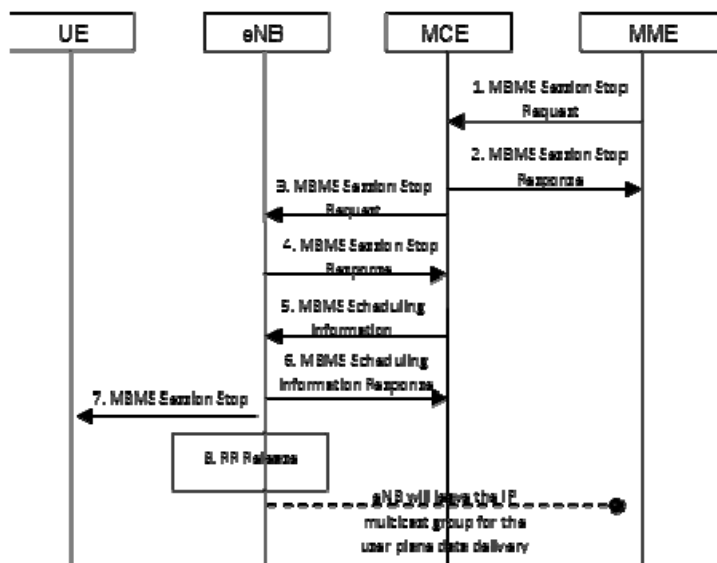 UE
eNB
MCE
MME
1. MBMS Session Stop
Request
2. MBMS Session Stop
Response
3. MBMS Session Stop
Request
4. MBMS Session Stop
Response
5. MBMS Scheduling
Information
6. MBMS Scheduling
Information Response
7. MBMS Session Stop
8. RR Release
eNB will leave the IP
multicast group for the
user plane data delivery